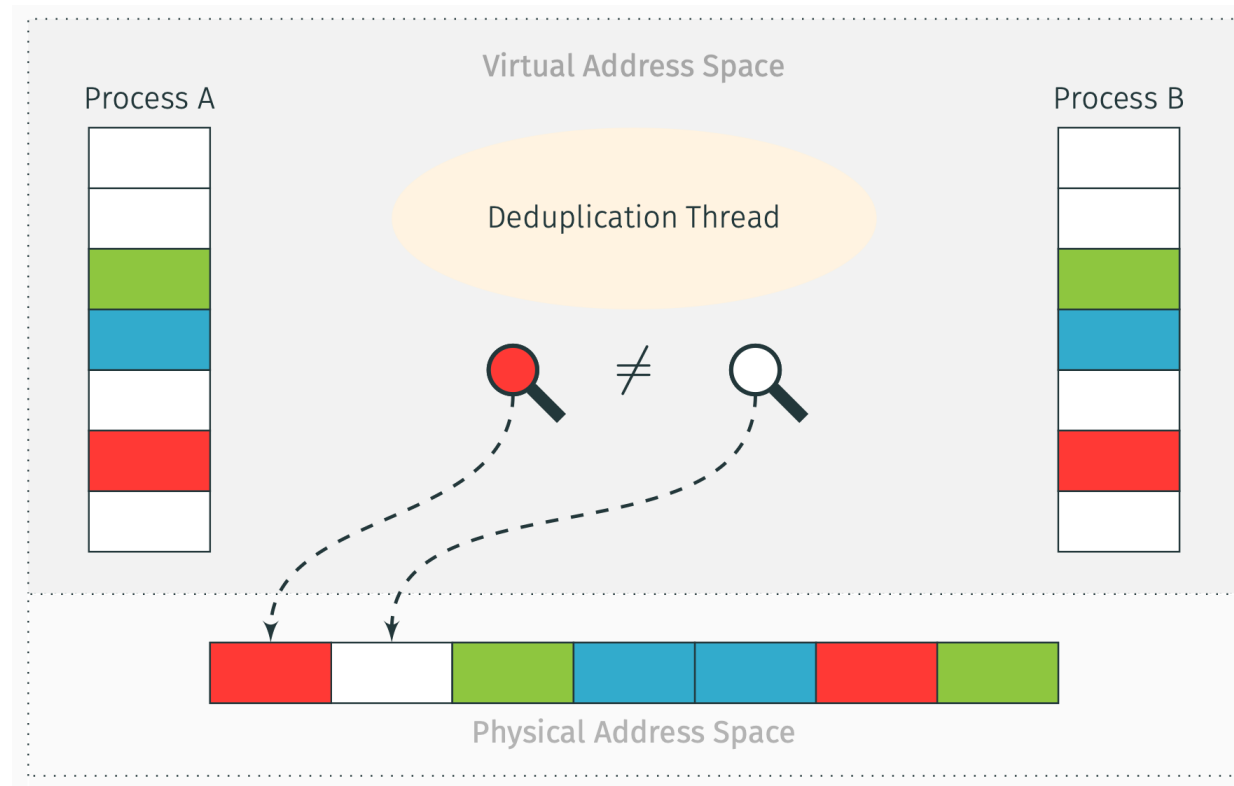 Virtual Address Space
Process A
Process B
Deduplication Thread
≠
Physical Address Space